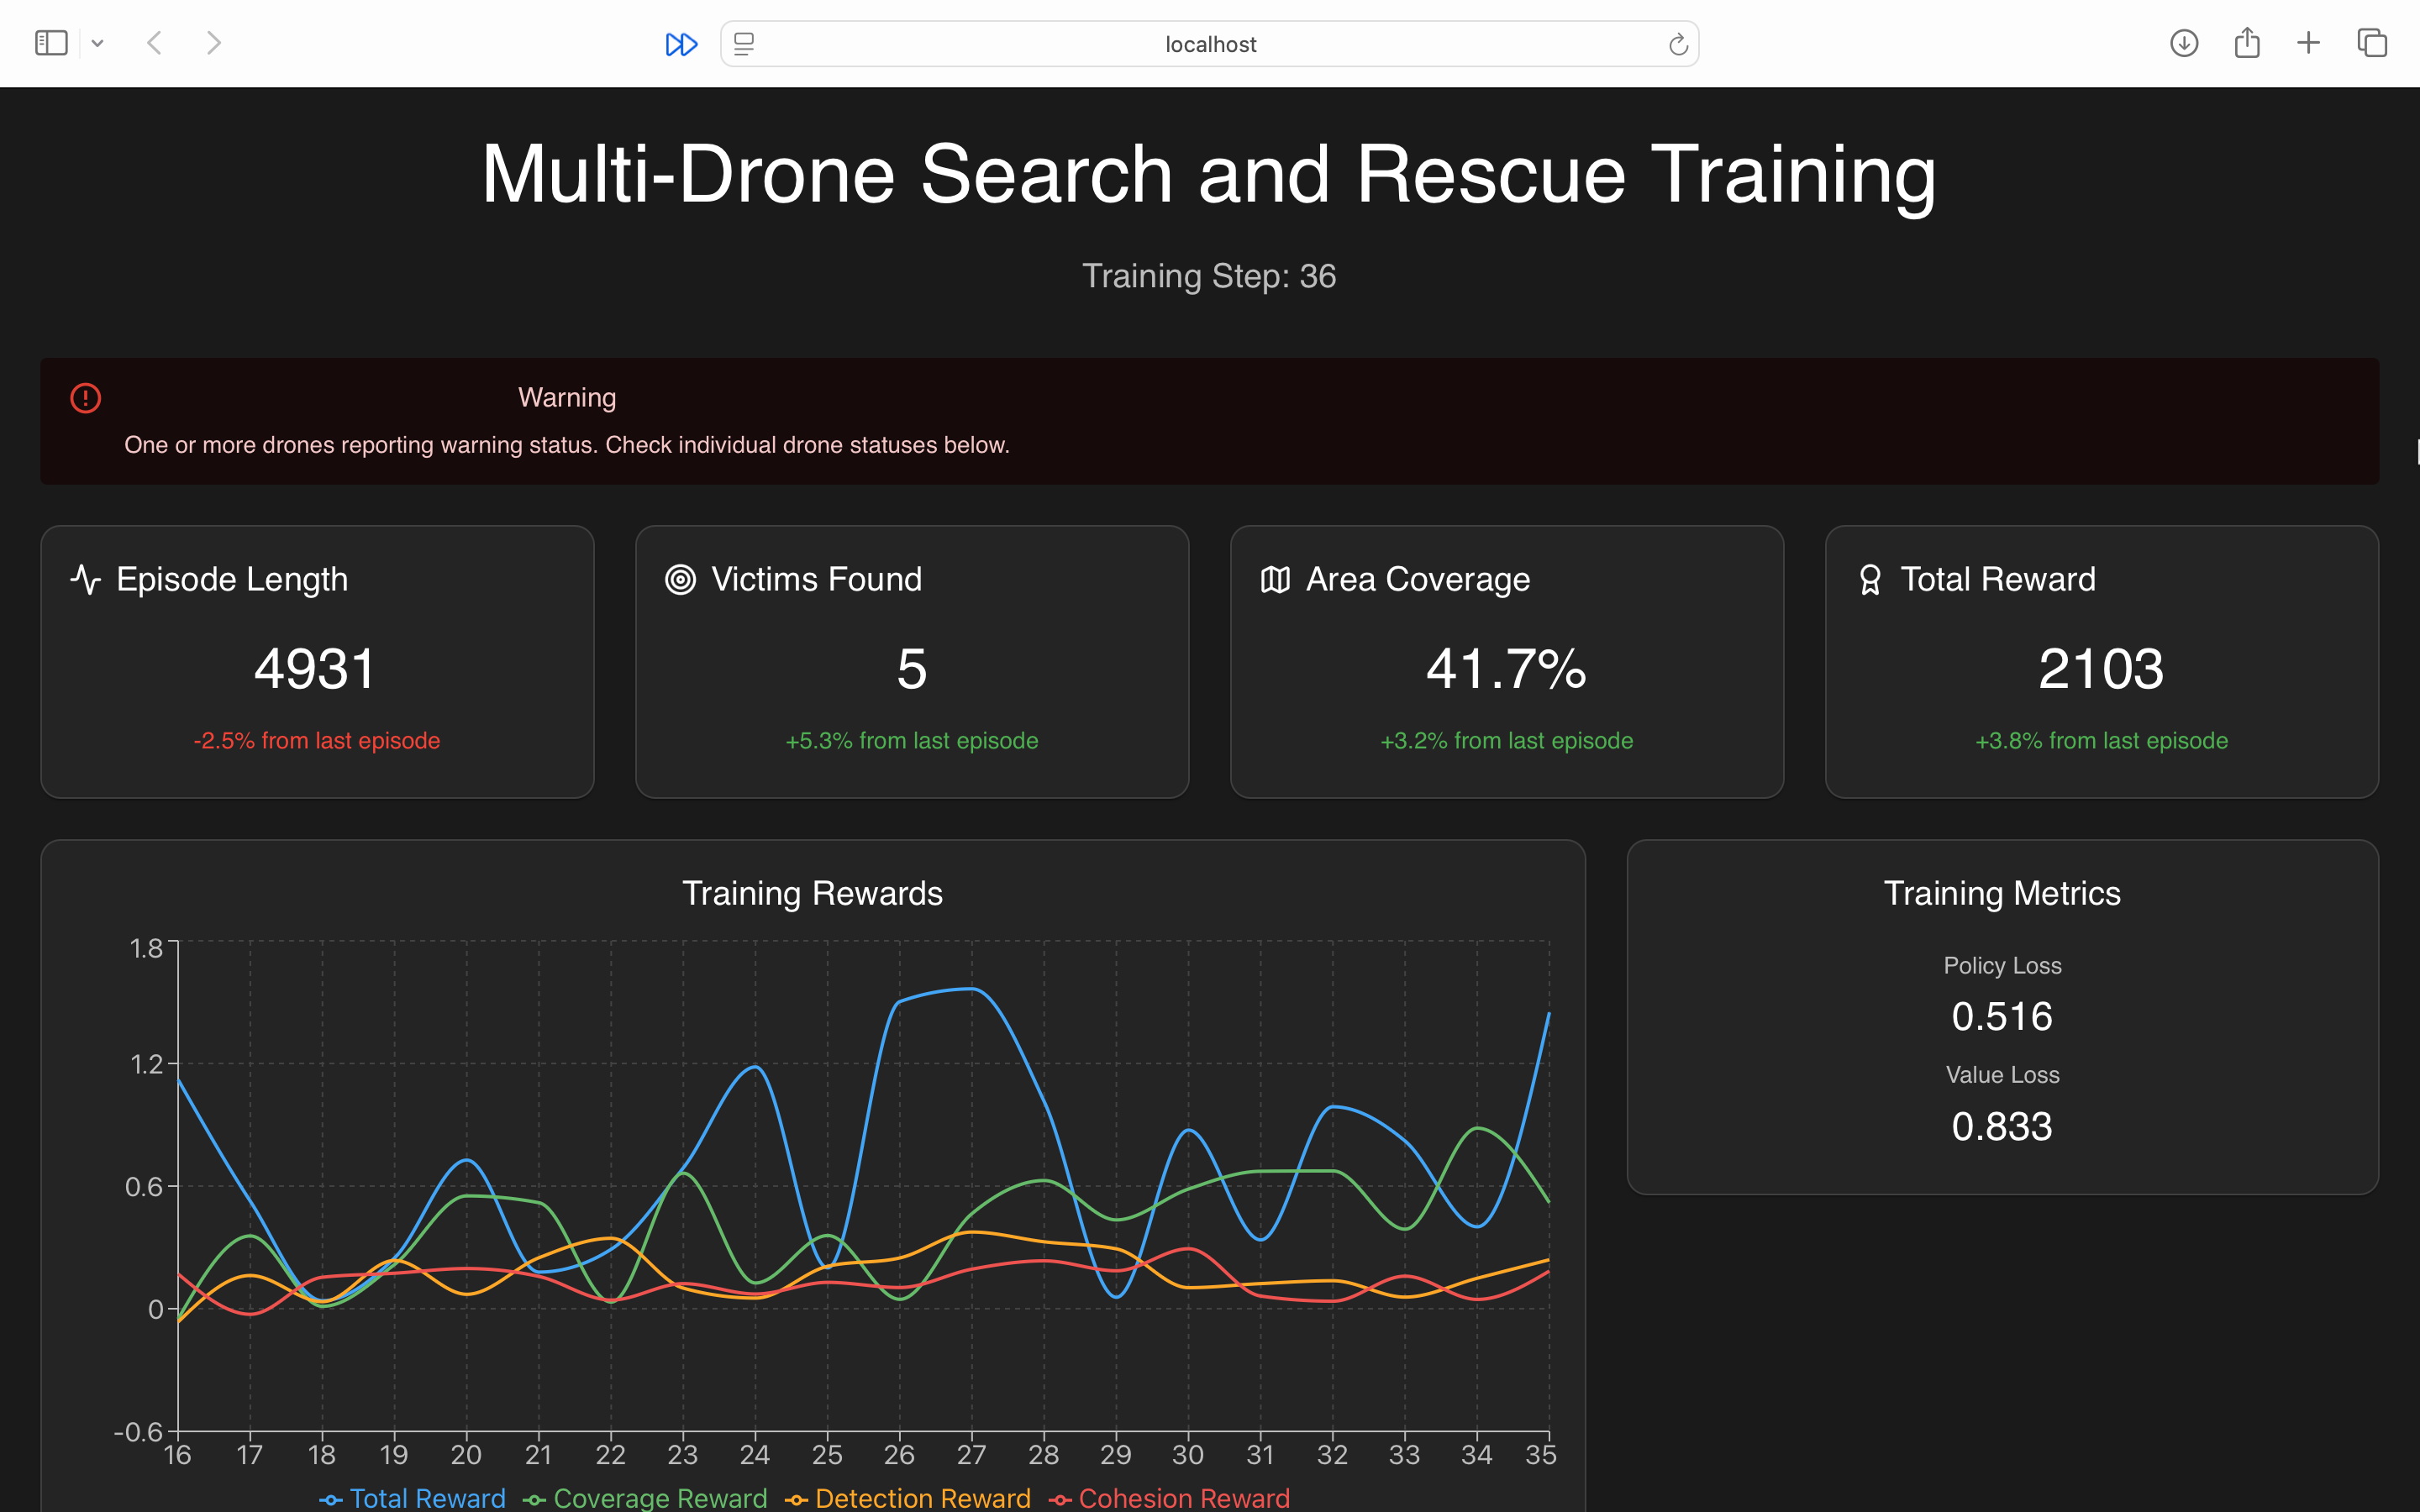 localhost
Multi-Drone Search and Rescue Training
Training Step: 36
Warning
One or more drones reporting warning status. Check individual drone statuses below.
Episode Length
4931
-2.5% from last episode
Victims Found
5
+5.3% from last episode
Area Coverage
41.7%
+3.2% from last episode
Total Reward
2103
+3.8% from last episode
Training Rewards
1.8
1.2
0.6
0
-0.6
16 17 18 19 20 21 22 23 24 25 26 27 28 29 30 31 32 33 34 35
Total Reward Coverage Reward Detection Reward Cohesion Reward
Training Metrics
Policy Loss
0.516
Value Loss
0.833